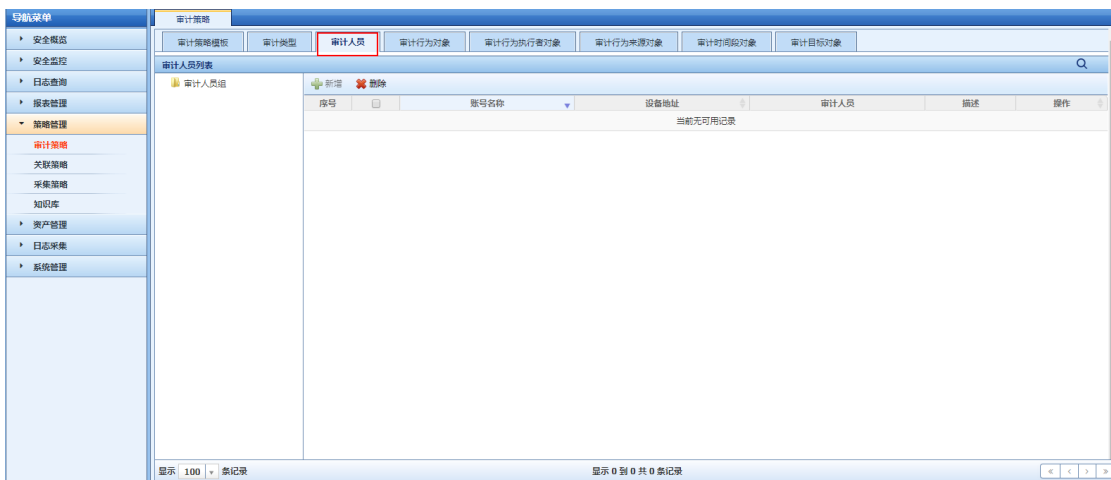 导航菜单
审计策略
安全概览
安全监控
日志查询
报表管理
策略管理
审计策略
关联策略
采集策略
知识库
资产管理
日志采集
系统管理
审计策略模板 审计类型 审计人员 审计行为对象 审计行为执行者对象 审计行为来源对象 审计时间段对象 审计目标对象
审计人员列表
审计人员组
新增 删除
序号 账号名称 设备地址 审计人员 描述 操作
当前无可用记录
显示 100 条记录 显示 0 到 0 共 0 条记录